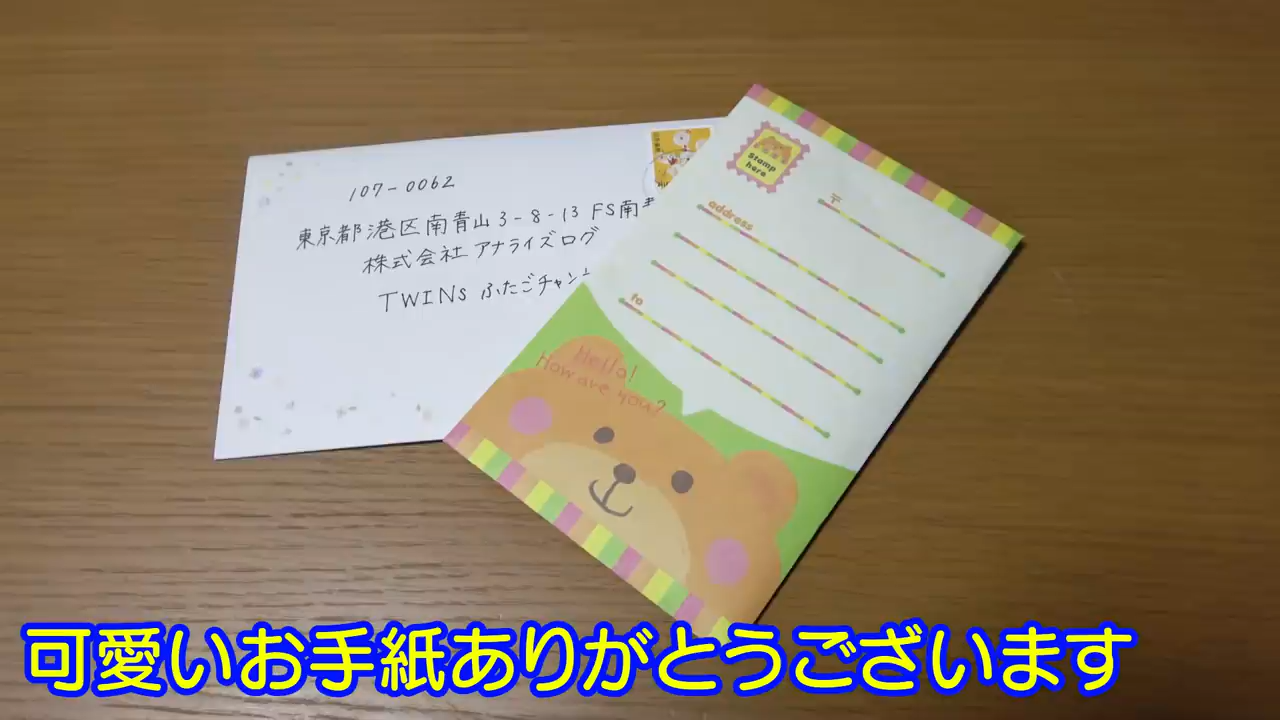 107-0062
東京都港区南青山3-8-13 FS南
株式会社アナライズログ
TWINS ふたごチャン
Stamp
here
〒
address
to
Hello!
How are you?
可愛いお手紙ありがとうございます